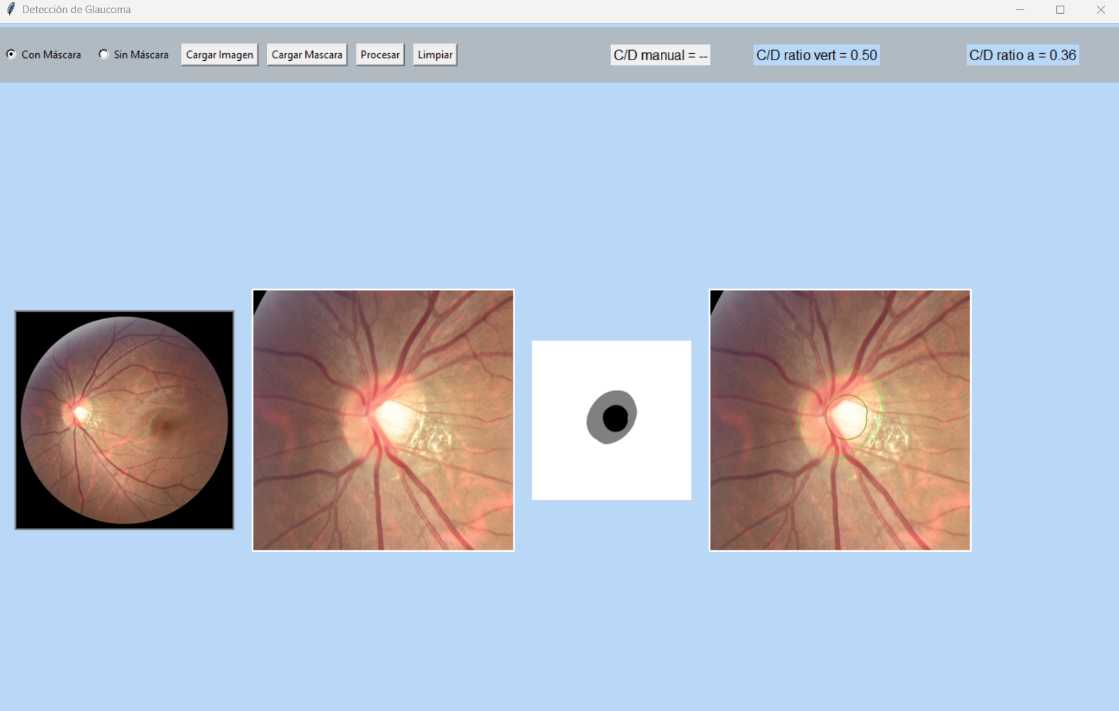 Detección de Glaucoma
Con Máscara Sin Máscara Cargar Imagen Cargar Mascara Procesar Limpiar C/D manual = -- C/D ratio vert = 0.50 C/D ratio a = 0.36